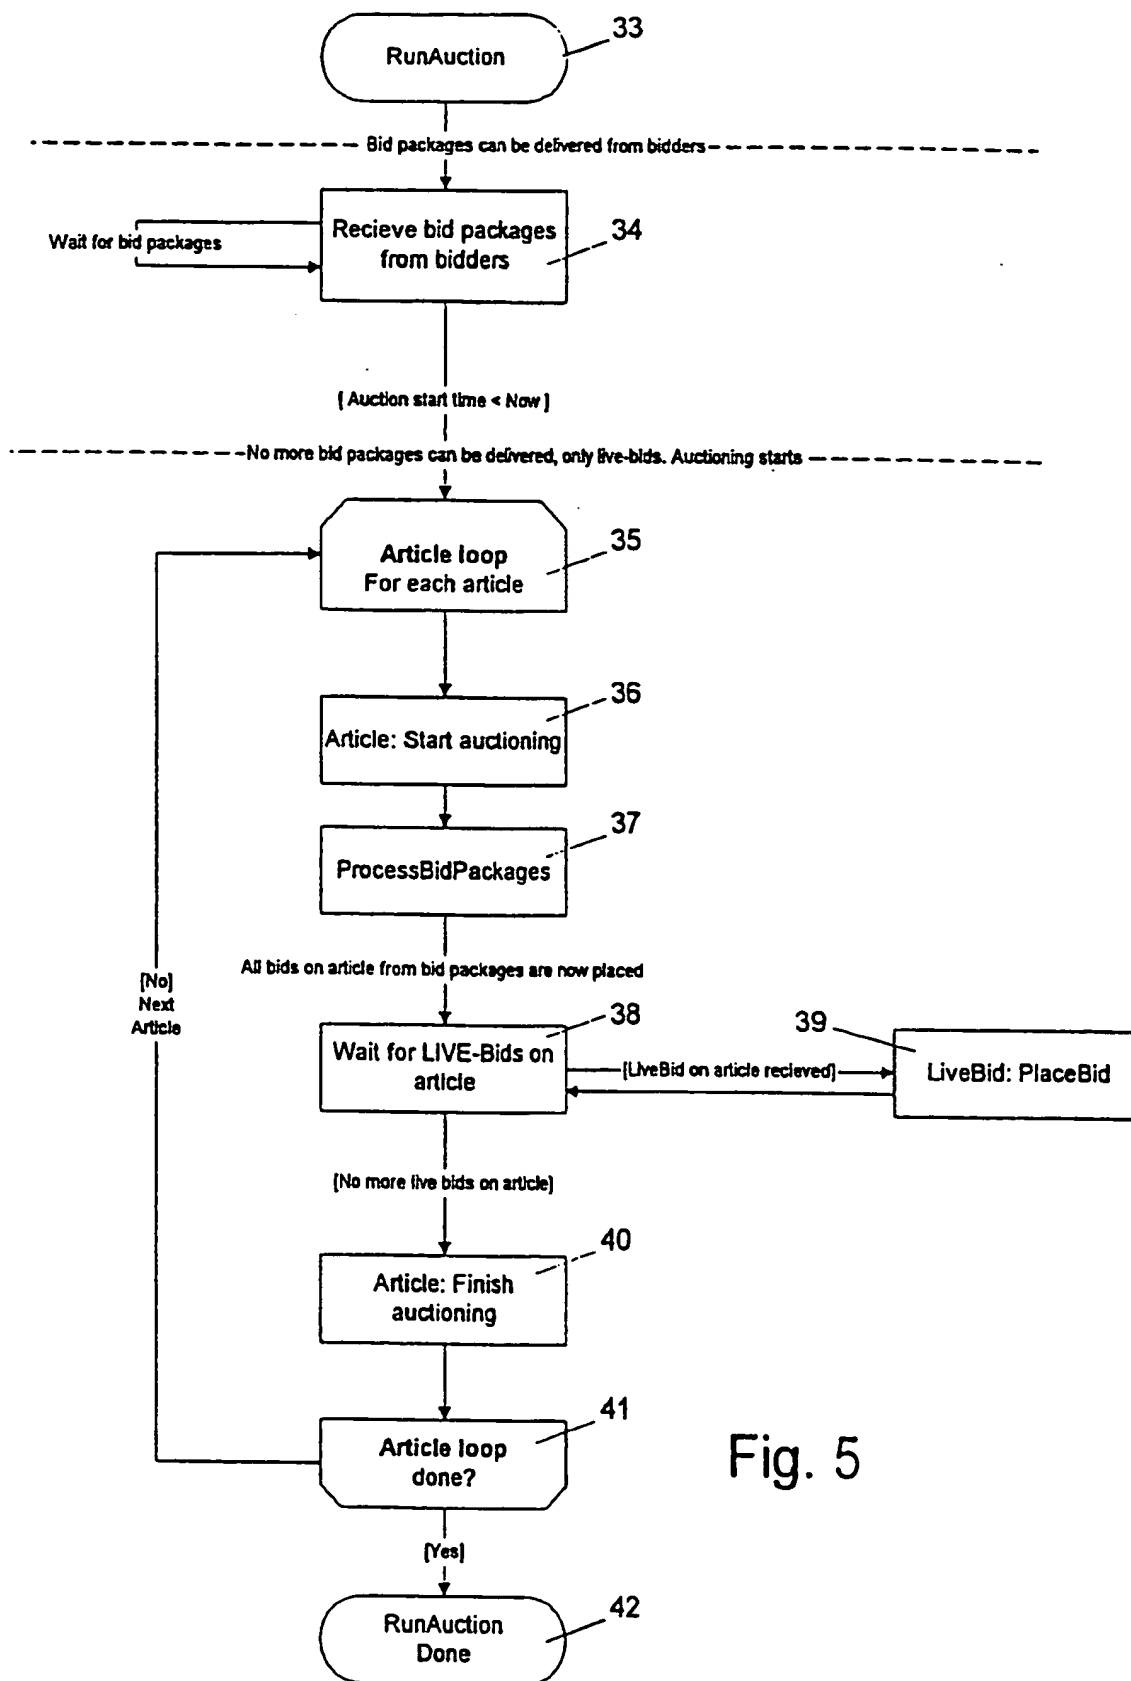 33
RunAuction
Bid packages can be delivered from bidders
Recieve bid packages
from bidders
34
Wait for bid packages
[ Auction start time < Now ]
No more bid packages can be delivered, only live-bids. Auctioning starts
35
Article loop
For each article
36
Article: Start auctioning
37
ProcessBidPackages
All bids on article from bid packages are now placed
[No]
Next
Article
38
Wait for LIVE-Bids on
article
[LiveBid on article recieved]
39
LiveBid: PlaceBid
[No more live bids on article]
40
Article: Finish
auctioning
41
Article loop
done?
Fig. 5
[Yes]
42
RunAuction
Done